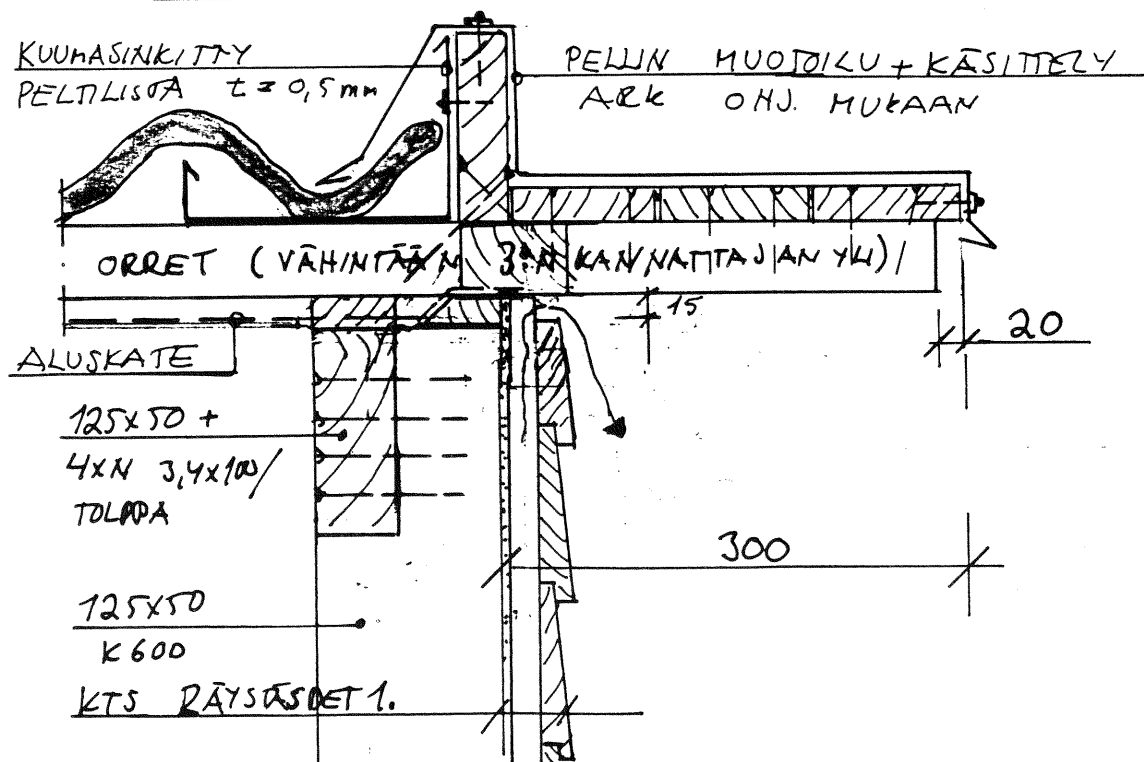 KUUMASINKITTY
PELTILISTA t = 0,5 mm
PELLIN MUOTOILU + KÄSITTELY
ARK OHJ. MUKAAN
ORRET (VÄHINTÄÄN 3:N KANNATTAJAN YLI)
15
20
ALUSKATE
125x50 +
4xN 3,4x100/
TOLPPA
300
125x50
K 600
KTS RÄYSTÄSDET 1.